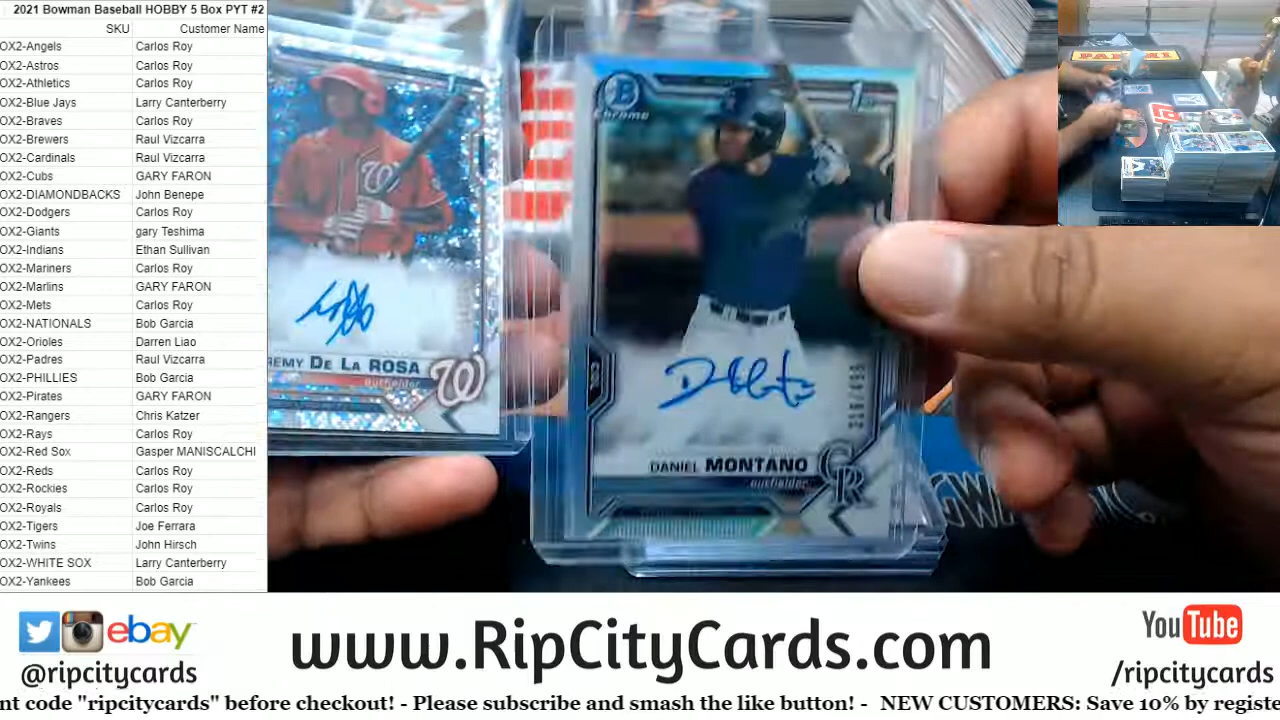 2021 Bowman Baseball HOBBY 5 Box PYT #2
SKU Customer Name
OX2-Angels Carlos Roy
OX2-Astros Carlos Roy
OX2-Athletics Carlos Roy
OX2-Blue Jays Larry Canterberry
OX2-Braves Carlos Roy
OX2-Brewers Raul Vizcarra
OX2-Cardinals Raul Vizcarra
OX2-Cubs GARY FARON
OX2-DIAMONDBACKS John Benepe
OX2-Dodgers Carlos Roy
OX2-Giants gary Teshima
OX2-Indians Ethan Sullivan
OX2-Mariners Carlos Roy
OX2-Marlins GARY FARON
OX2-Mets Carlos Roy
OX2-NATIONALS Bob Garcia
OX2-Orioles Darren Liao
OX2-Padres Raul Vizcarra
OX2-PHILLIES Bob Garcia
OX2-Pirates GARY FARON
OX2-Rangers Chris Katzer
OX2-Rays Carlos Roy
OX2-Red Sox Gasper MANISCALCHI
OX2-Reds Carlos Roy
OX2-Rockies Carlos Roy
OX2-Royals Carlos Roy
OX2-Tigers Joe Ferrara
OX2-Twins John Hirsch
OX2-WHITE SOX Larry Canterberry
OX2-Yankees Bob Garcia
W
REMY DE LA ROSA
outfielder
W
B
Chrome
1st
DANIEL MONTANO
outfielder
CR
PANINI
ebay
@ripcitycards
www.RipCityCards.com
YouTube
/ripcitycards
nt code "ripcitycards" before checkout! - Please subscribe and smash the like button! - NEW CUSTOMERS: Save 10% by registe